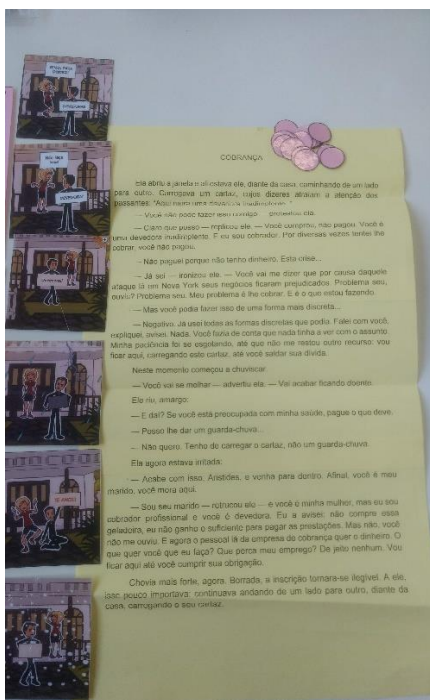 COBRANÇA
Ela abriu a janela e ali estava ele, diante da casa, caminhando de um lado
para outro. Carregava um cartaz, cujos dizeres atraíam a atenção dos
passantes: "Aqui mora uma devedora inadimplente."
— Você não pode fazer isso comigo — protestou ela.
— Claro que posso — replicou ele. — Você comprou, não pagou. Você é
uma devedora inadimplente. E eu sou cobrador. Por diversas vezes tentei lhe
cobrar, você não pagou.
— Não paguei porque não tenho dinheiro. Esta crise...
— Já sei — ironizou ele. — Você vai me dizer que por causa daquele
ataque lá em Nova York seus negócios ficaram prejudicados. Problema seu,
ouviu? Problema seu. Meu problema é lhe cobrar. E é o que estou fazendo.
— Mas você podia fazer isso de uma forma mais discreta...
— Negativo. Já usei todas as formas discretas que podia. Falei com você,
expliquei, avisei. Nada. Você fazia de conta que nada tinha a ver com o assunto.
Minha paciência foi se esgotando, até que não me restou outro recurso: vou
ficar aqui, carregando este cartaz, até você saldar sua dívida.
Neste momento começou a chuviscar.
— Você vai se molhar — advertiu ela. — Vai acabar ficando doente.
Ele riu, amargo:
— E daí? Se você está preocupada com minha saúde, pague o que deve.
— Posso lhe dar um guarda-chuva...
— Não quero. Tenho de carregar o cartaz, não um guarda-chuva.
Ela agora estava irritada:
— Acabe com isso, Aristides, e venha para dentro. Afinal, você é meu
marido, você mora aqui.
— Sou seu marido — retrucou ele — e você é minha mulher, mas eu sou
cobrador profissional e você é devedora. Eu a avisei: não compre essa
geladeira, eu não ganho o suficiente para pagar as prestações. Mas não, você
não me ouviu. E agora o pessoal lá da empresa de cobrança quer o dinheiro. O
que quer você que eu faça? Que perca meu emprego? De jeito nenhum. Vou
ficar aqui até você cumprir sua obrigação.
Chovia mais forte, agora. Borrada, a inscrição tornara-se ilegível. A ele,
isso pouco importava: continuava andando de um lado para outro, diante da
casa, carregando o seu cartaz.